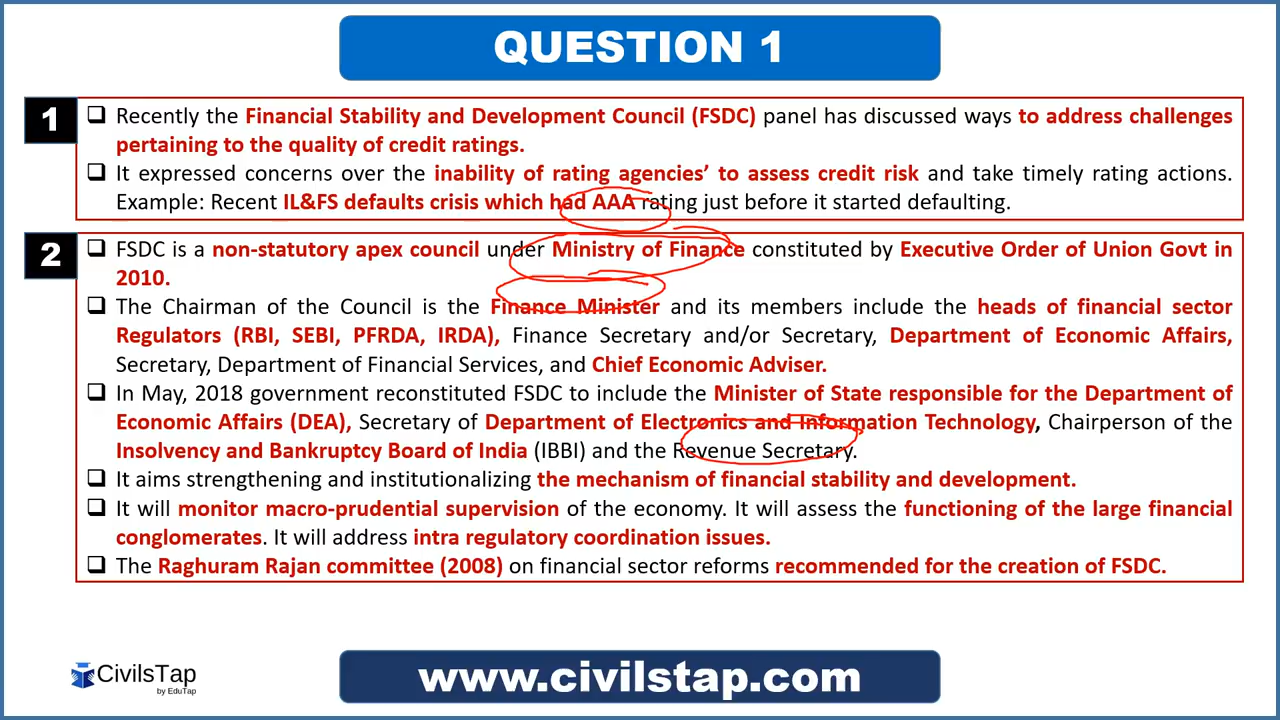 QUESTION 1
1
❑ Recently the Financial Stability and Development Council (FSDC) panel has discussed ways to address challenges
pertaining to the quality of credit ratings.
❑ It expressed concerns over the inability of rating agencies’ to assess credit risk and take timely rating actions.
Example: Recent IL&FS defaults crisis which had AAA rating just before it started defaulting.
2
❑ FSDC is a non-statutory apex council under Ministry of Finance constituted by Executive Order of Union Govt in
2010.
❑ The Chairman of the Council is the Finance Minister and its members include the heads of financial sector
Regulators (RBI, SEBI, PFRDA, IRDA), Finance Secretary and/or Secretary, Department of Economic Affairs,
Secretary, Department of Financial Services, and Chief Economic Adviser.
❑ In May, 2018 government reconstituted FSDC to include the Minister of State responsible for the Department of
Economic Affairs (DEA), Secretary of Department of Electronics and Information Technology, Chairperson of the
Insolvency and Bankruptcy Board of India (IBBI) and the Revenue Secretary.
❑ It aims strengthening and institutionalizing the mechanism of financial stability and development.
❑ It will monitor macro-prudential supervision of the economy. It will assess the functioning of the large financial
conglomerates. It will address intra regulatory coordination issues.
❑ The Raghuram Rajan committee (2008) on financial sector reforms recommended for the creation of FSDC.
CivilsTap
by EduTap
www.civilstap.com